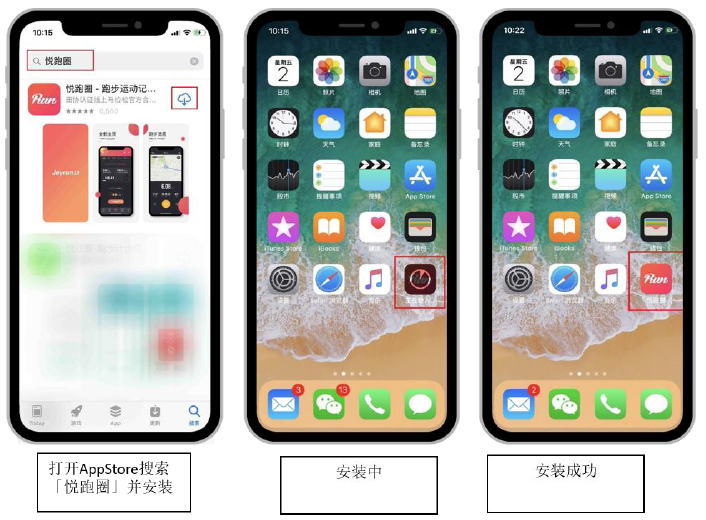 10:15
悦跑圈
悦跑圈 - 跑步运动记...
★★★★★ 6,560
Run
Joyrun.
6.08
Today
游戏
App
更新
搜索
打开AppStore搜索
「悦跑圈」并安装
10:15
星期五
2
日历
照片
相机
地图
时钟
天气
家庭
备忘录
股市
提醒事项
视频
App Store
iTunes Store
iBooks
健康
钱包
设置
Safari 浏览器
音乐
正在载入...
3
13
安装中
10:22
星期五
2
日历
照片
相机
地图
时钟
天气
家庭
备忘录
股市
提醒事项
视频
App Store
iTunes Store
iBooks
健康
钱包
设置
Safari 浏览器
音乐
Run
悦跑圈
2
安装成功